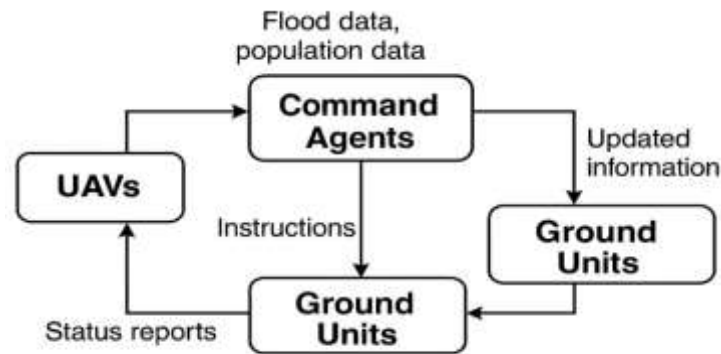 Flood data,
population data
Command
Agents
UAVs
Updated
information
Instructions
Ground
Units
Ground
Units
Status reports